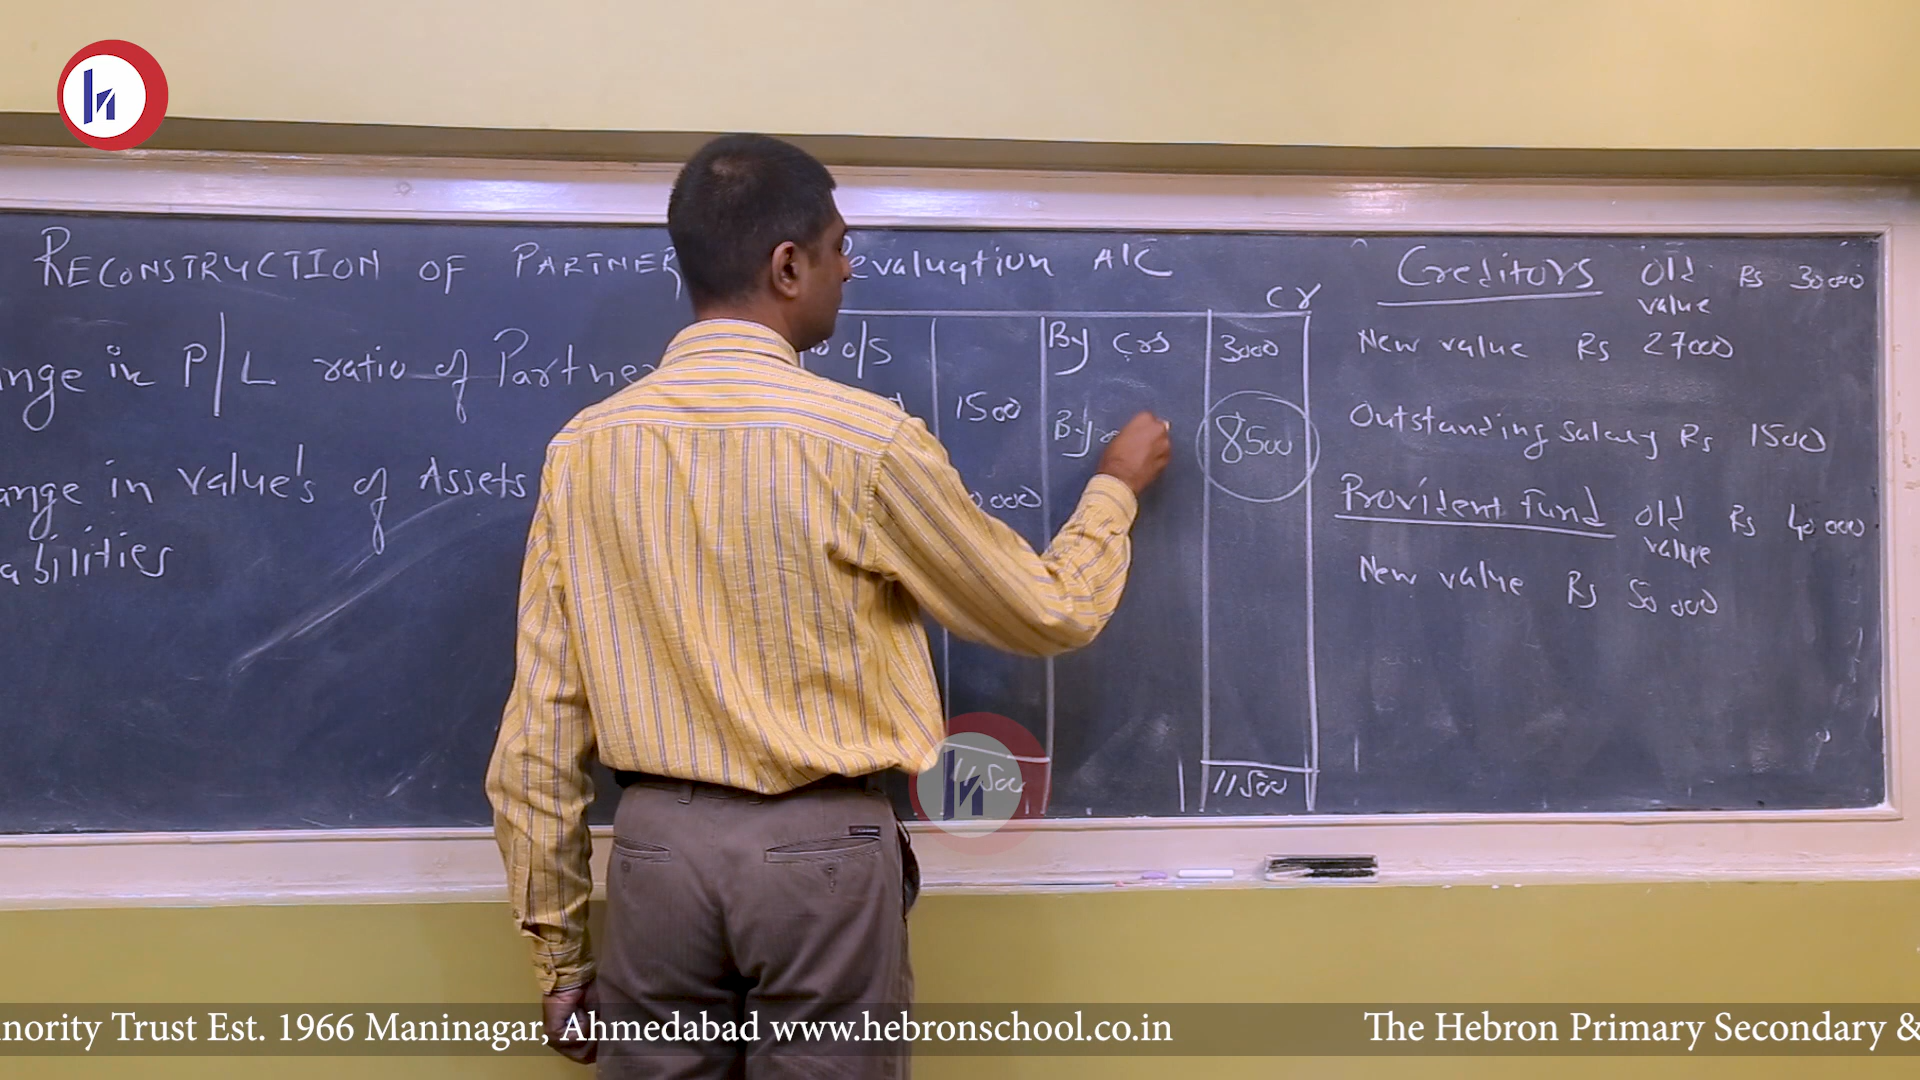 RECONSTRUCTION OF PARTNER
nge in P/L ratio of Partne
nge in value's of Assets
abilities
evaluation A/C
Cr
o/s
1500
000
11500
By Crs 3000
By
8500
11500
Creditors old value Rs 30000
New value Rs 27000
Outstanding salary Rs 1500
Provident Fund old value Rs 40000
New value Rs 50000
nority Trust Est. 1966 Maninagar, Ahmedabad www.hebronschool.co.in
The Hebron Primary Secondary &